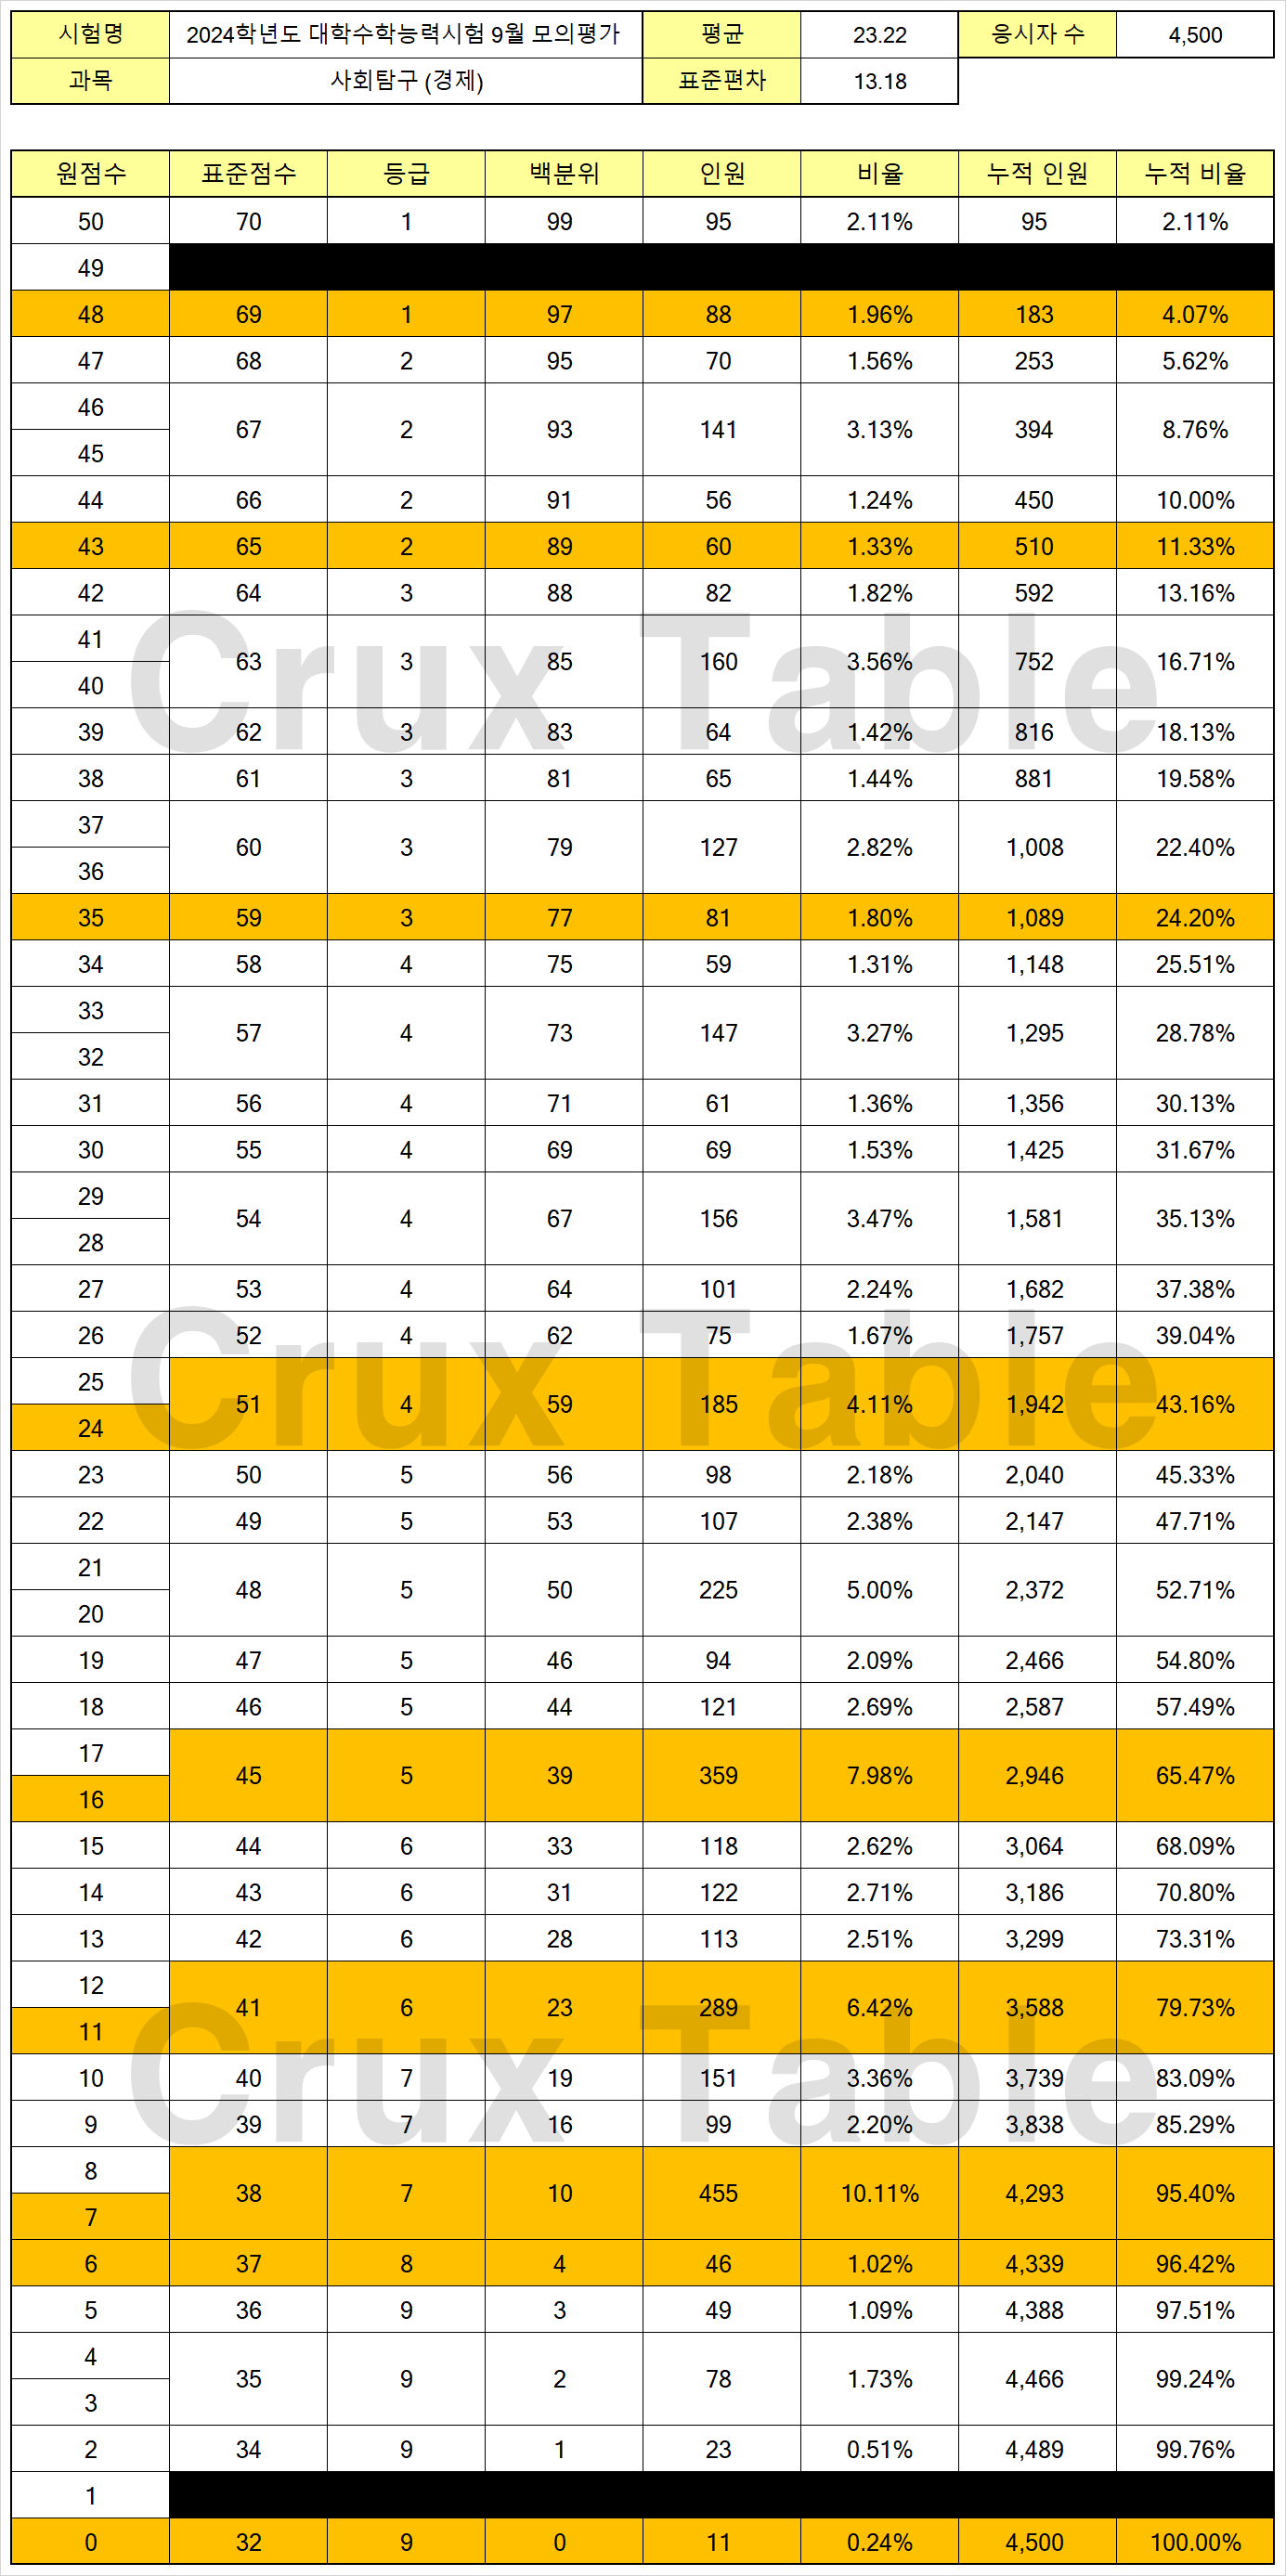 시험명 2024학년도 대학수학능력시험 9월 모의평가 평균 23.22 응시자 수 4,500
과목 사회탐구 (경제) 표준편차 13.18
원점수 표준점수 등급 백분위 인원 비율 누적 인원 누적 비율
50 70 1 99 95 2.11% 95 2.11%
49
48 69 1 97 88 1.96% 183 4.07%
47 68 2 95 70 1.56% 253 5.62%
46
67 2 93 141 3.13% 394 8.76%
45
44 66 2 91 56 1.24% 450 10.00%
43 65 2 89 60 1.33% 510 11.33%
42 64 3 88 82 1.82% 592 13.16%
41
63 3 85 160 3.56% 752 16.71%
40
Crux Table
39 62 3 83 64 1.42% 816 18.13%
38 61 3 81 65 1.44% 881 19.58%
37
60 3 79 127 2.82% 1,008 22.40%
36
35 59 3 77 81 1.80% 1,089 24.20%
34 58 4 75 59 1.31% 1,148 25.51%
33
57 4 73 147 3.27% 1,295 28.78%
32
31 56 4 71 61 1.36% 1,356 30.13%
30 55 4 69 69 1.53% 1,425 31.67%
29
54 4 67 156 3.47% 1,581 35.13%
28
27 53 4 64 101 2.24% 1,682 37.38%
26 52 4 62 75 1.67% 1,757 39.04%
Crux Table
25
51 4 59 185 4.11% 1,942 43.16%
24
23 50 5 56 98 2.18% 2,040 45.33%
22 49 5 53 107 2.38% 2,147 47.71%
21
48 5 50 225 5.00% 2,372 52.71%
20
19 47 5 46 94 2.09% 2,466 54.80%
18 46 5 44 121 2.69% 2,587 57.49%
17
45 5 39 359 7.98% 2,946 65.47%
16
15 44 6 33 118 2.62% 3,064 68.09%
14 43 6 31 122 2.71% 3,186 70.80%
13 42 6 28 113 2.51% 3,299 73.31%
12
41 6 23 289 6.42% 3,588 79.73%
11
Crux Table
10 40 7 19 151 3.36% 3,739 83.09%
9 39 7 16 99 2.20% 3,838 85.29%
8
38 7 10 455 10.11% 4,293 95.40%
7
6 37 8 4 46 1.02% 4,339 96.42%
5 36 9 3 49 1.09% 4,388 97.51%
4
35 9 2 78 1.73% 4,466 99.24%
3
2 34 9 1 23 0.51% 4,489 99.76%
1
0 32 9 0 11 0.24% 4,500 100.00%